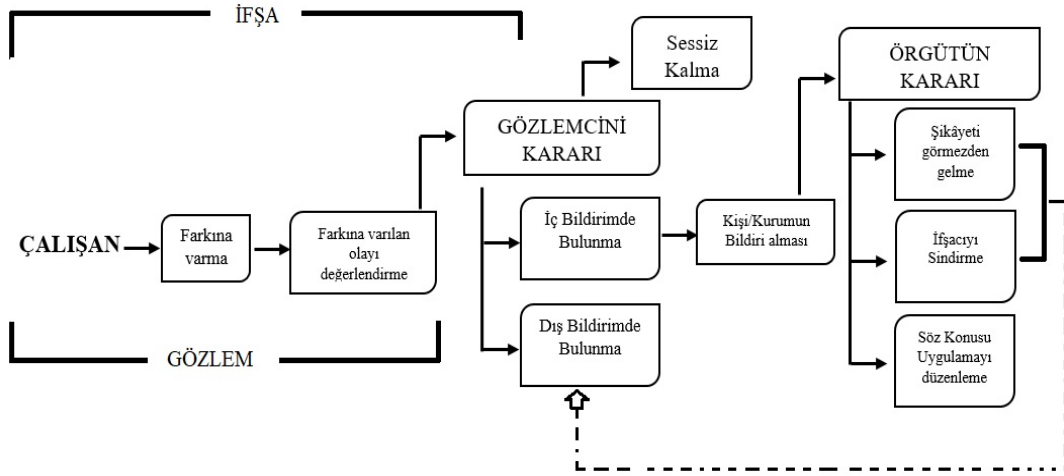 İFŞA
Sessiz
Kalma
ÖRGÜTÜN
KARARI
GÖZLEMCİNİ
KARARI
Şikâyeti
görmezden
gelme
ÇALIŞAN
Farkına
varma
Farkına varılan
olayı
değerlendirme
İç Bildirimde
Bulunma
Kişi/Kurumun
Bildiri alması
İfşacıyı
Sindirme
Dış Bildirimde
Bulunma
Söz Konusu
Uygulamayı
düzenleme
GÖZLEM